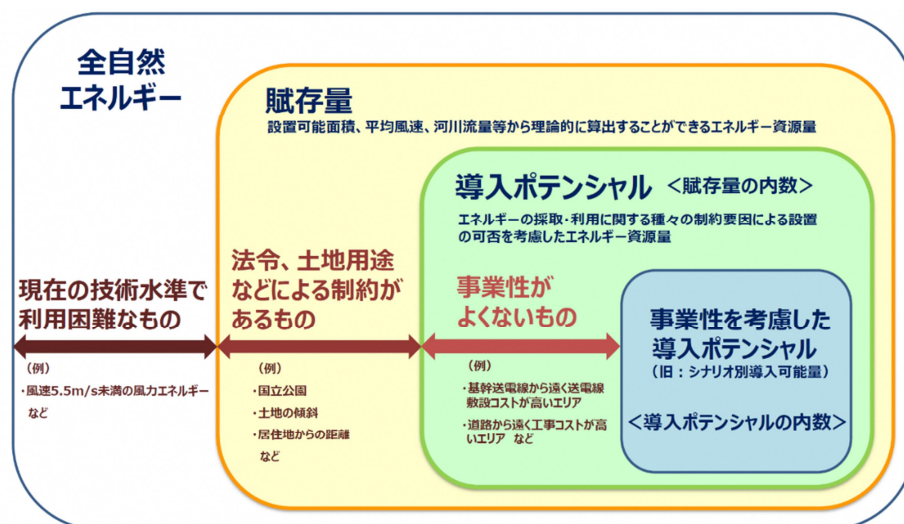 全自然
エネルギー
賦存量
設置可能面積、平均風速、河川流量等から理論的に算出することができるエネルギー資源量
導入ポテンシャル <賦存量の内数>
エネルギーの採取・利用に関する種々の制約要因による設置
の可否を考慮したエネルギー資源量
現在の技術水準で
利用困難なもの
(例)
・風速5.5m/s未満の風力エネルギー
など
法令、土地用途
などによる制約が
あるもの
(例)
・国立公園
・土地の傾斜
・居住地からの距離
など
事業性が
よくないもの
(例)
・基幹送電線から遠く送電線
敷設コストが高いエリア
・道路から遠く工事コストが高
いエリア など
事業性を考慮した
導入ポテンシャル
(旧:シナリオ別導入可能量)
<導入ポテンシャルの内数>